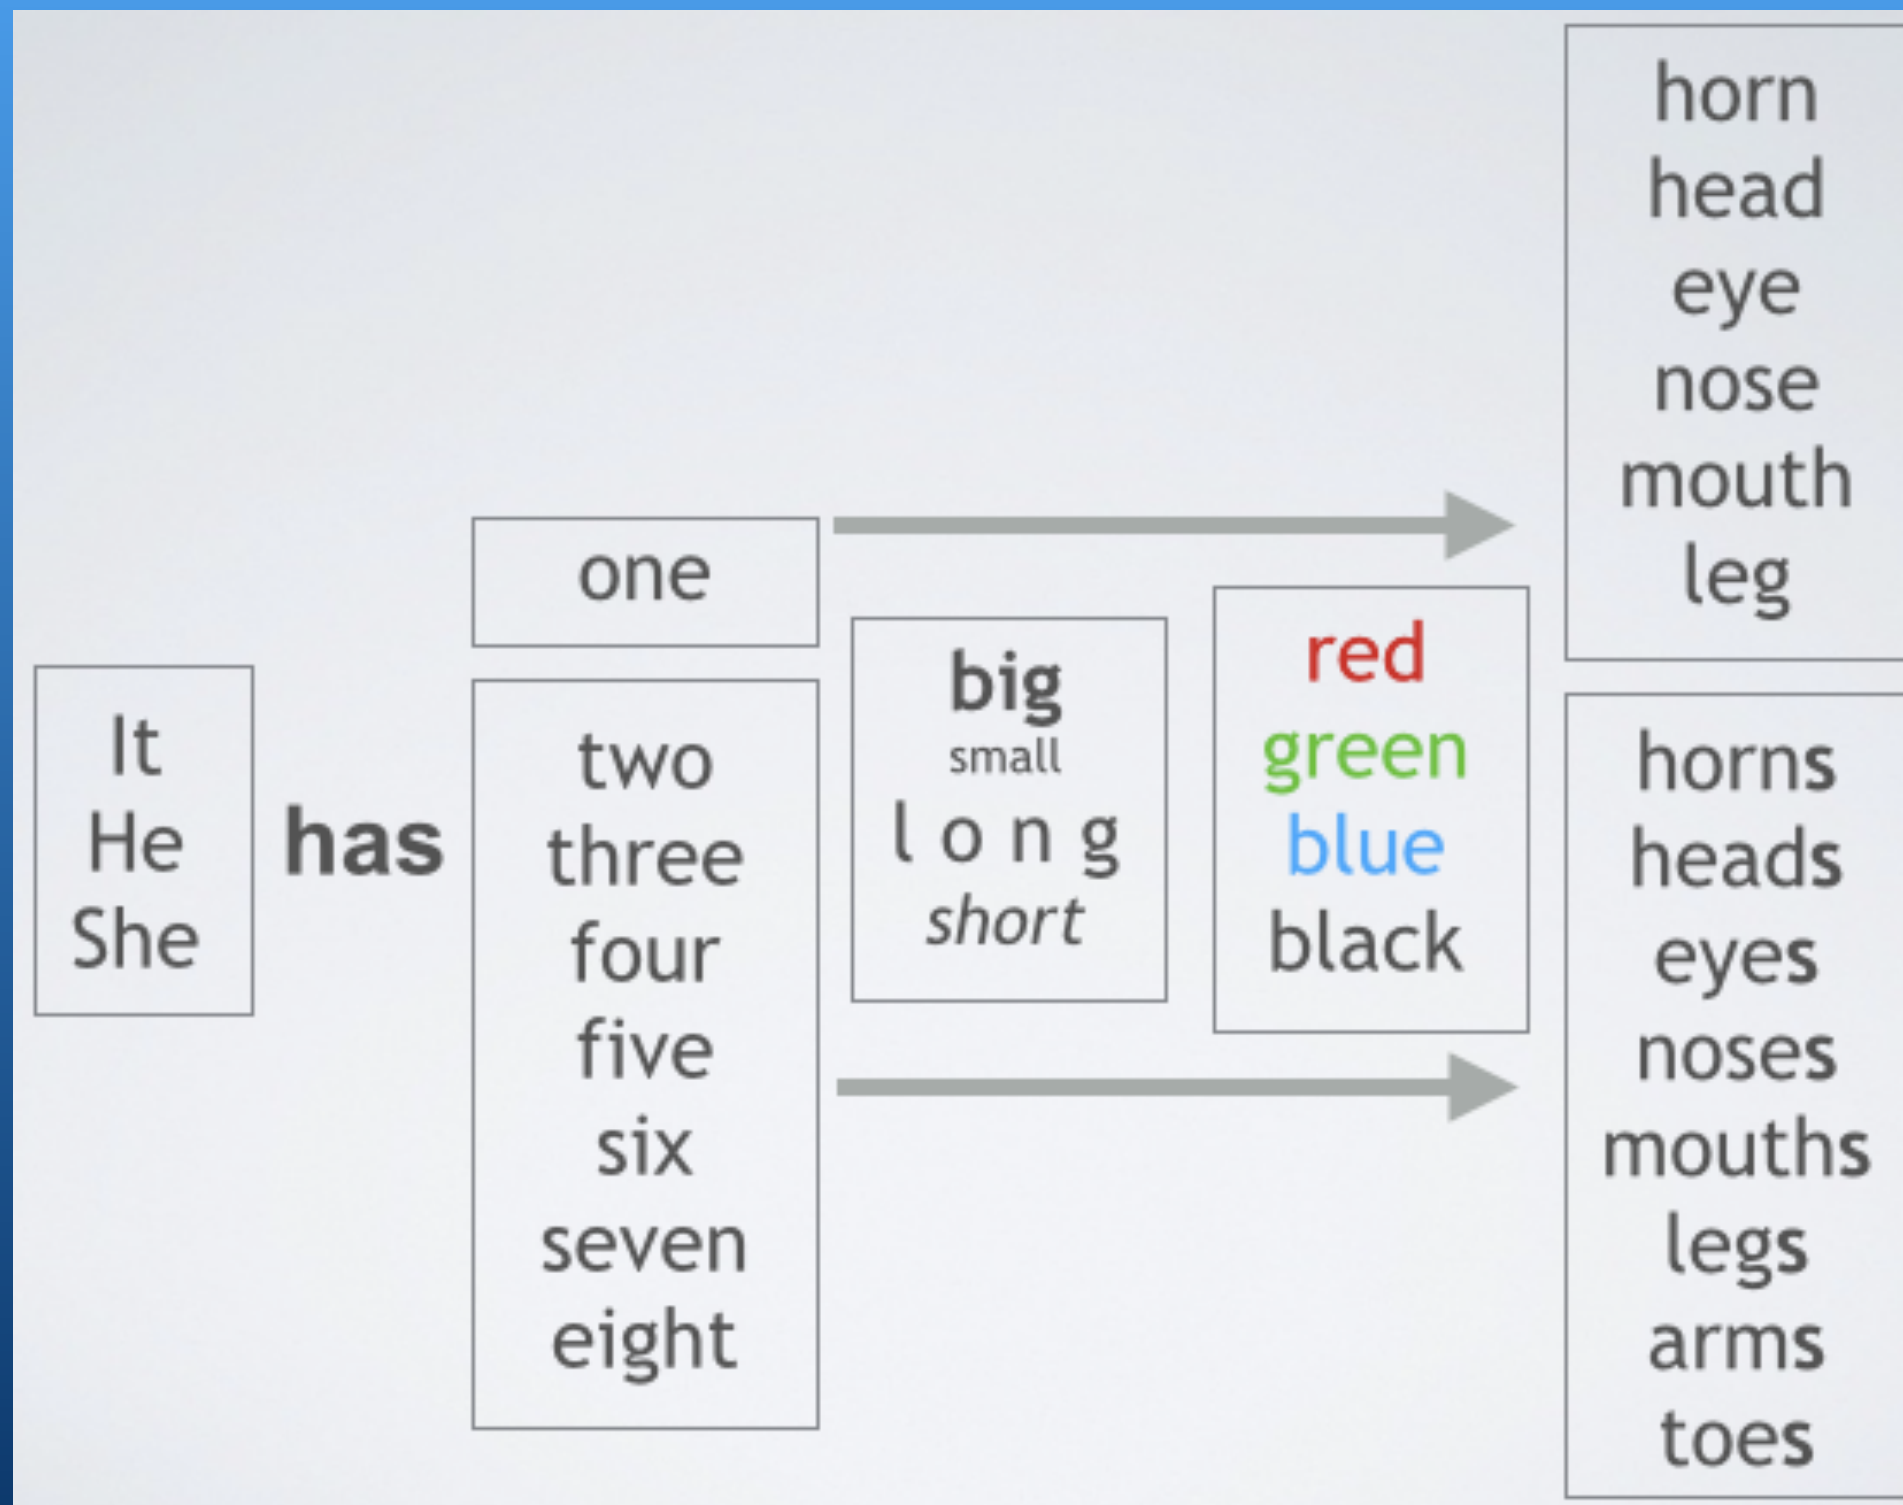 It
He
She
has
one
two
three
four
five
six
seven
eight
big
small
l o n g
short
red
green
blue
black
horn
head
eye
nose
mouth
leg
horns
heads
eyes
noses
mouths
legs
arms
toes